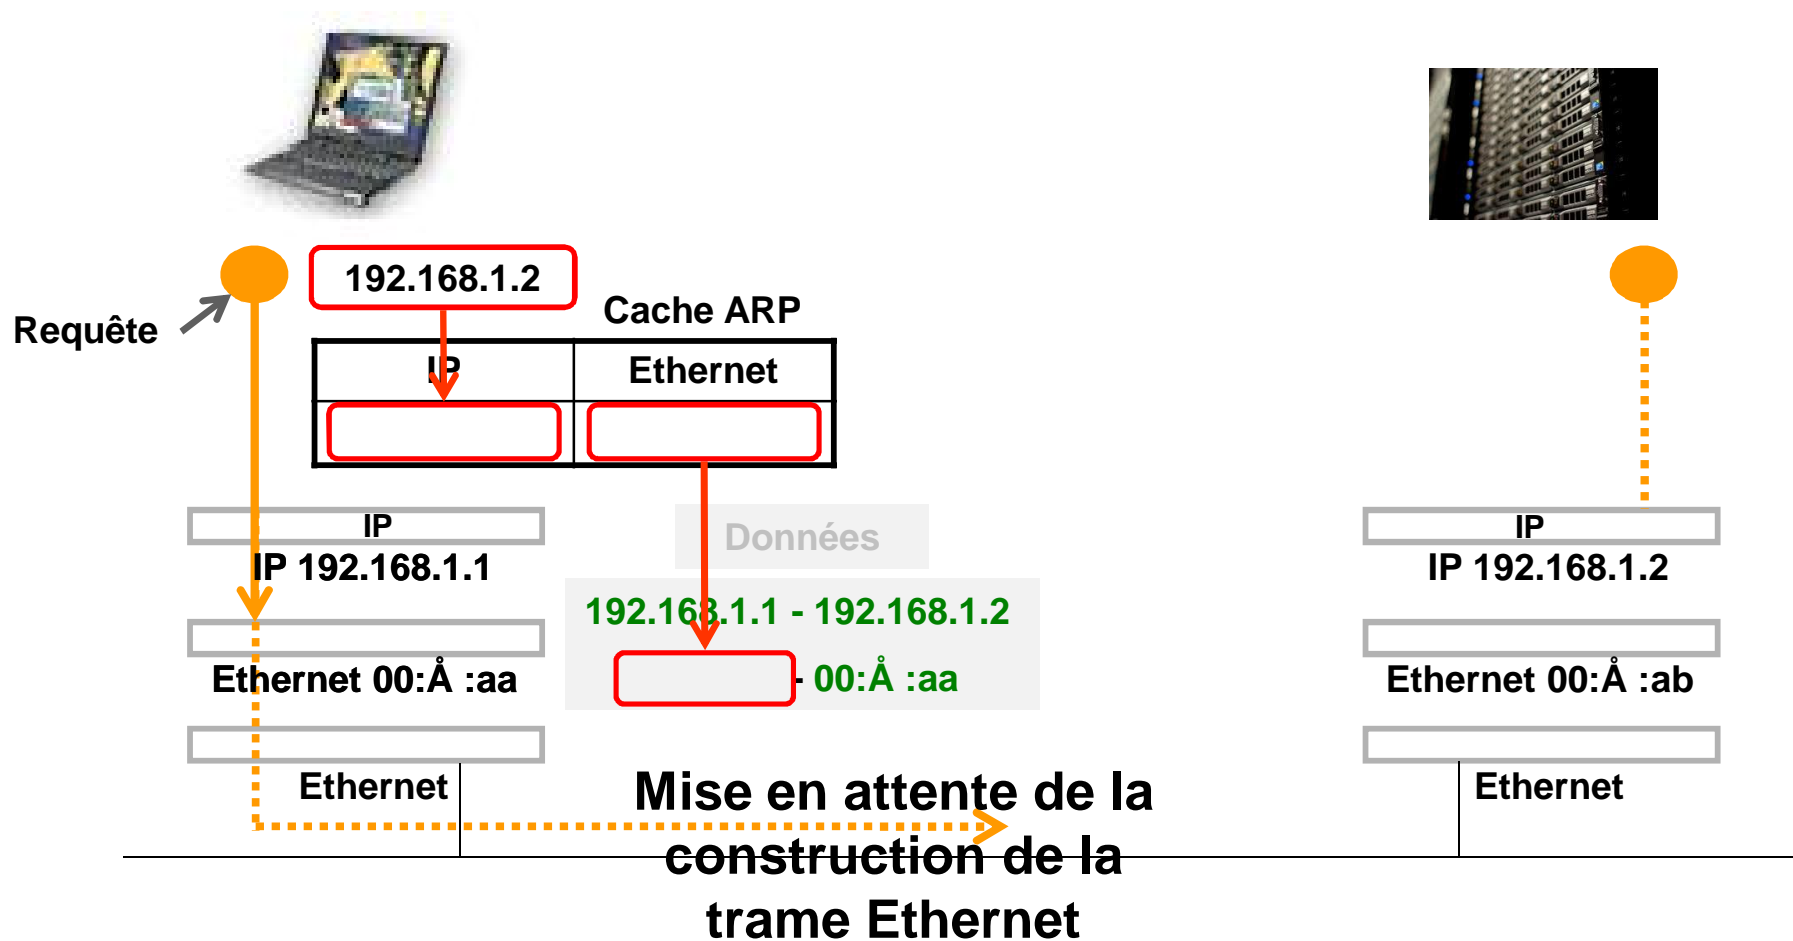 192.168.1.2
Requête
Cache ARP
IP
Ethernet
IP
IP 192.168.1.1
Ethernet 00:Å :aa
Ethernet
Données
192.168.1.1 - 192.168.1.2
- 00:Å :aa
IP
IP 192.168.1.2
Ethernet 00:Å :ab
Ethernet
Mise en attente de la
construction de la
trame Ethernet